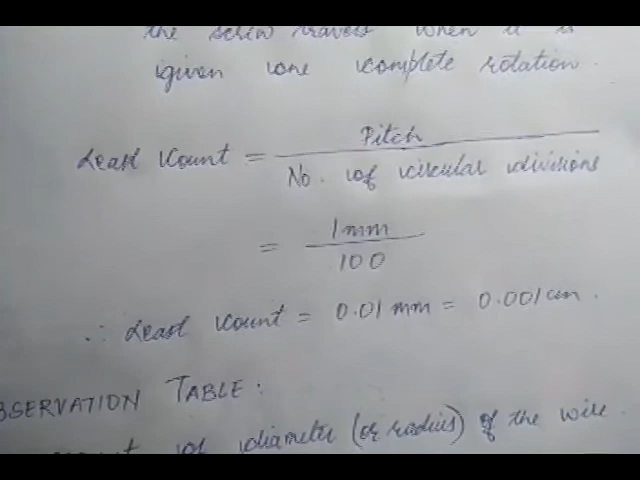 the screw travels when it is
given one complete rotation.
Least Count = Pitch
No. of circular divisions
= 1mm
100
∴ Least Count = 0.01 mm = 0.001 cm.
BSERVATION TABLE:
of diameter (or radius) of the wire.